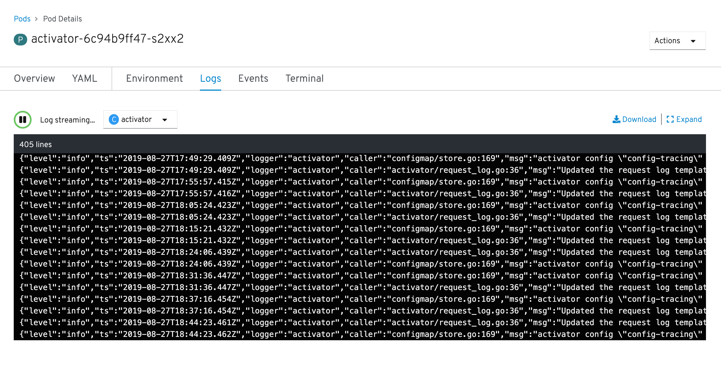 Pods > Pod Details
P activator-6c94b9ff47-s2xx2
Actions
Overview YAML Environment Logs Events Terminal
Log streaming... C activator Download Expand
405 lines
{"level":"info","ts":"2019-08-27T17:49:29.409Z","logger":"activator","caller":"configmap/store.go:169","msg":"activator config \"config-tracing\"
{"level":"info","ts":"2019-08-27T17:49:29.409Z","logger":"activator","caller":"activator/request_log.go:36","msg":"Updated the request log templat
{"level":"info","ts":"2019-08-27T17:55:57.415Z","logger":"activator","caller":"configmap/store.go:169","msg":"activator config \"config-tracing\"
{"level":"info","ts":"2019-08-27T17:55:57.416Z","logger":"activator","caller":"activator/request_log.go:36","msg":"Updated the request log templat
{"level":"info","ts":"2019-08-27T18:05:24.423Z","logger":"activator","caller":"configmap/store.go:169","msg":"activator config \"config-tracing\"
{"level":"info","ts":"2019-08-27T18:05:24.423Z","logger":"activator","caller":"activator/request_log.go:36","msg":"Updated the request log templat
{"level":"info","ts":"2019-08-27T18:15:21.432Z","logger":"activator","caller":"configmap/store.go:169","msg":"activator config \"config-tracing\"
{"level":"info","ts":"2019-08-27T18:15:21.432Z","logger":"activator","caller":"activator/request_log.go:36","msg":"Updated the request log templat
{"level":"info","ts":"2019-08-27T18:24:06.439Z","logger":"activator","caller":"activator/request_log.go:36","msg":"Updated the request log templat
{"level":"info","ts":"2019-08-27T18:24:06.439Z","logger":"activator","caller":"configmap/store.go:169","msg":"activator config \"config-tracing\"
{"level":"info","ts":"2019-08-27T18:31:36.447Z","logger":"activator","caller":"configmap/store.go:169","msg":"activator config \"config-tracing\"
{"level":"info","ts":"2019-08-27T18:31:36.447Z","logger":"activator","caller":"activator/request_log.go:36","msg":"Updated the request log templat
{"level":"info","ts":"2019-08-27T18:37:16.454Z","logger":"activator","caller":"configmap/store.go:169","msg":"activator config \"config-tracing\"
{"level":"info","ts":"2019-08-27T18:37:16.454Z","logger":"activator","caller":"activator/request_log.go:36","msg":"Updated the request log templat
{"level":"info","ts":"2019-08-27T18:44:23.461Z","logger":"activator","caller":"activator/request_log.go:36","msg":"Updated the request log templat
{"level":"info","ts":"2019-08-27T18:44:23.462Z","logger":"activator","caller":"configmap/store.go:169","msg":"activator config \"config-tracing\"